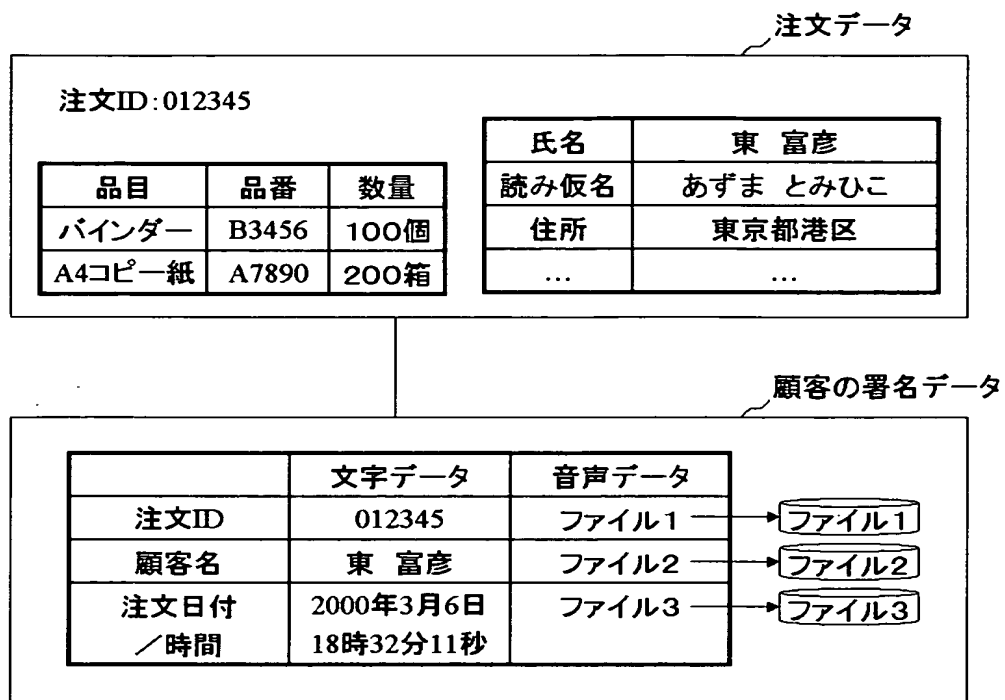 注文データ
注文ID:012345
品目 品番 数量
バインダー B3456 100個
A4コピー紙 A7890 200箱
氏名 東 富彦
読み仮名 あずま とみひこ
住所 東京都港区
… …
顧客の署名データ
文字データ 音声データ
注文ID 012345 ファイル1 ファイル1
顧客名 東 富彦 ファイル2 ファイル2
注文日付 2000年3月6日 ファイル3 ファイル3
／時間 18時32分11秒